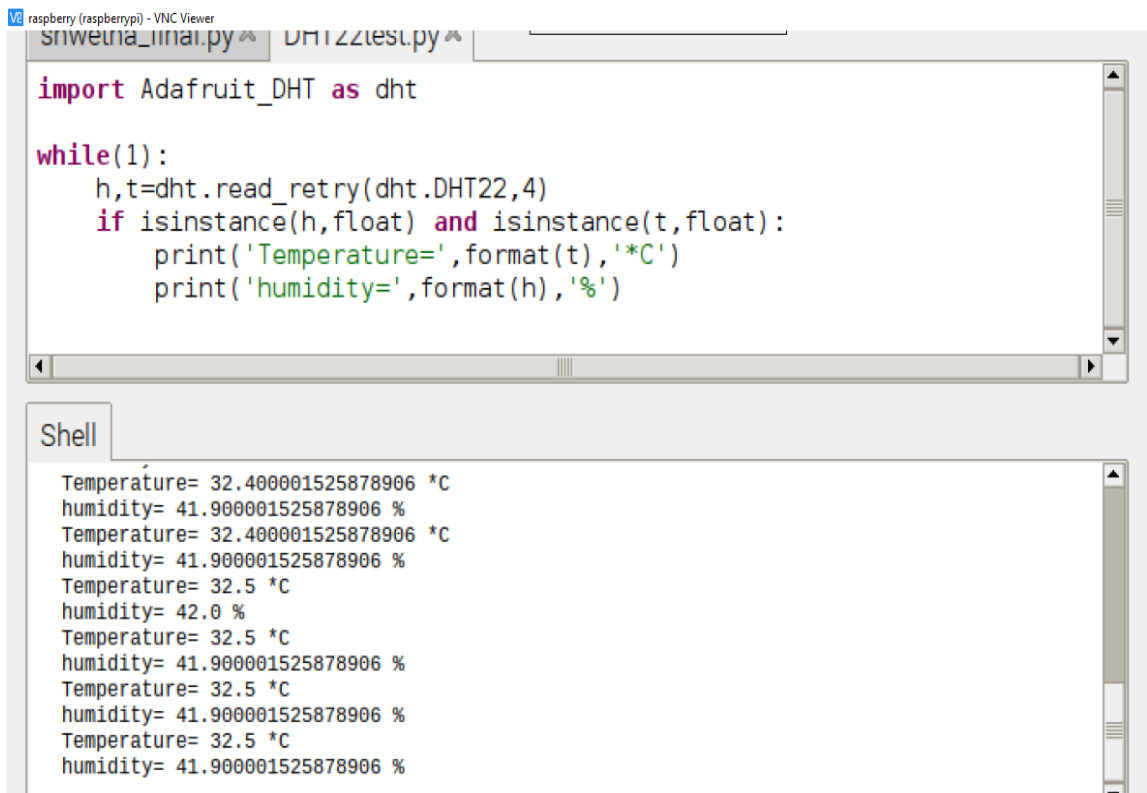 raspberry (raspberrypi) - VNC Viewer
shwetha_final.py DHT22test.py
import Adafruit_DHT as dht
while(1):
    h,t=dht.read_retry(dht.DHT22,4)
    if isinstance(h,float) and isinstance(t,float):
        print('Temperature=',format(t),'*C')
        print('humidity=',format(h),'%')
Shell
Temperature= 32.400001525878906 *C
humidity= 41.900001525878906 %
Temperature= 32.400001525878906 *C
humidity= 41.900001525878906 %
Temperature= 32.5 *C
humidity= 42.0 %
Temperature= 32.5 *C
humidity= 41.900001525878906 %
Temperature= 32.5 *C
humidity= 41.900001525878906 %
Temperature= 32.5 *C
humidity= 41.900001525878906 %